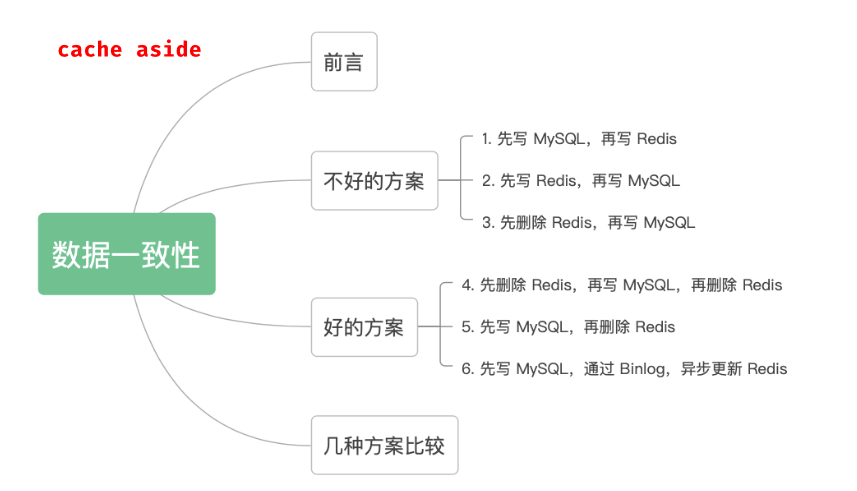 cache aside
前言
不好的方案
1. 先写 MySQL，再写 Redis
2. 先写 Redis，再写 MySQL
3. 先删除 Redis，再写 MySQL
数据一致性
好的方案
4. 先删除 Redis，再写 MySQL，再删除 Redis
5. 先写 MySQL，再删除 Redis
6. 先写 MySQL，通过 Binlog，异步更新 Redis
几种方案比较